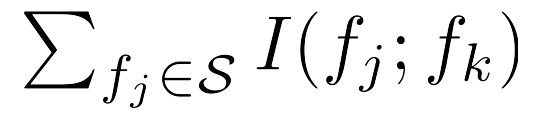 $\sum_{f_j \in \mathcal{S}} I(f_j; f_k)$